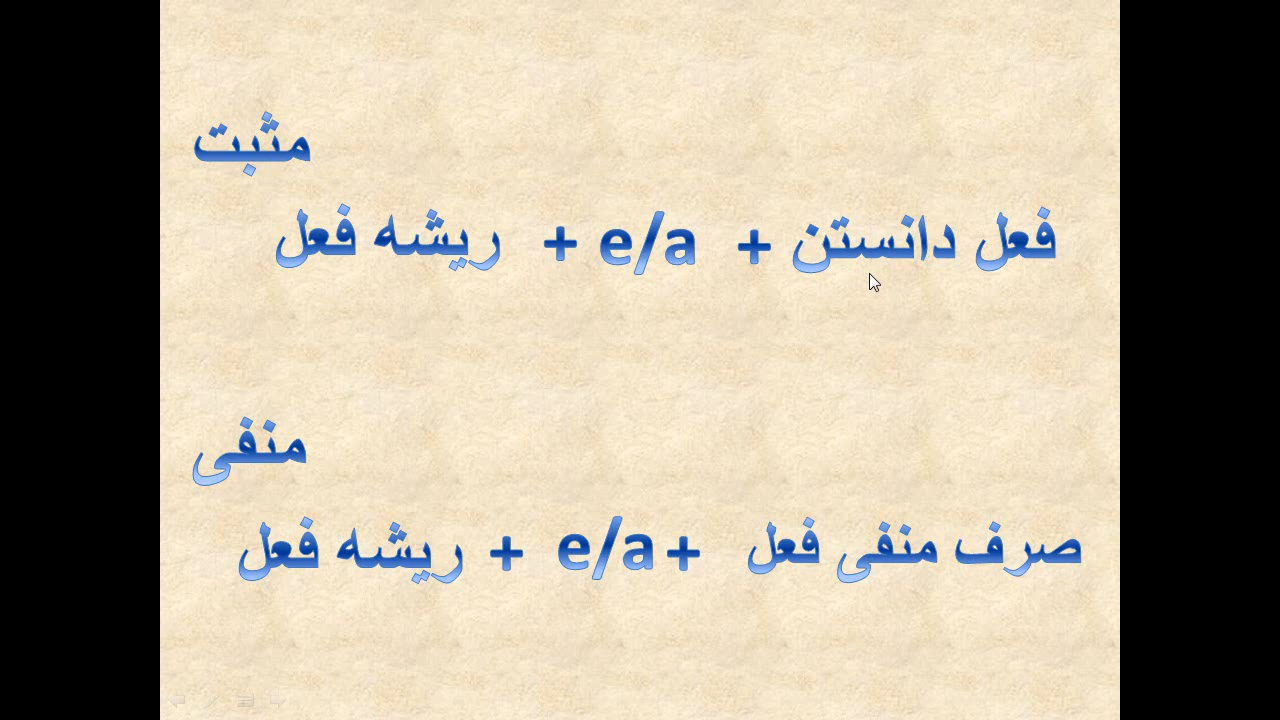 مثبت
ریشه فعل + e/a + فعل دانستن
منفی
ریشه فعل + e/a + صرف منفی فعل